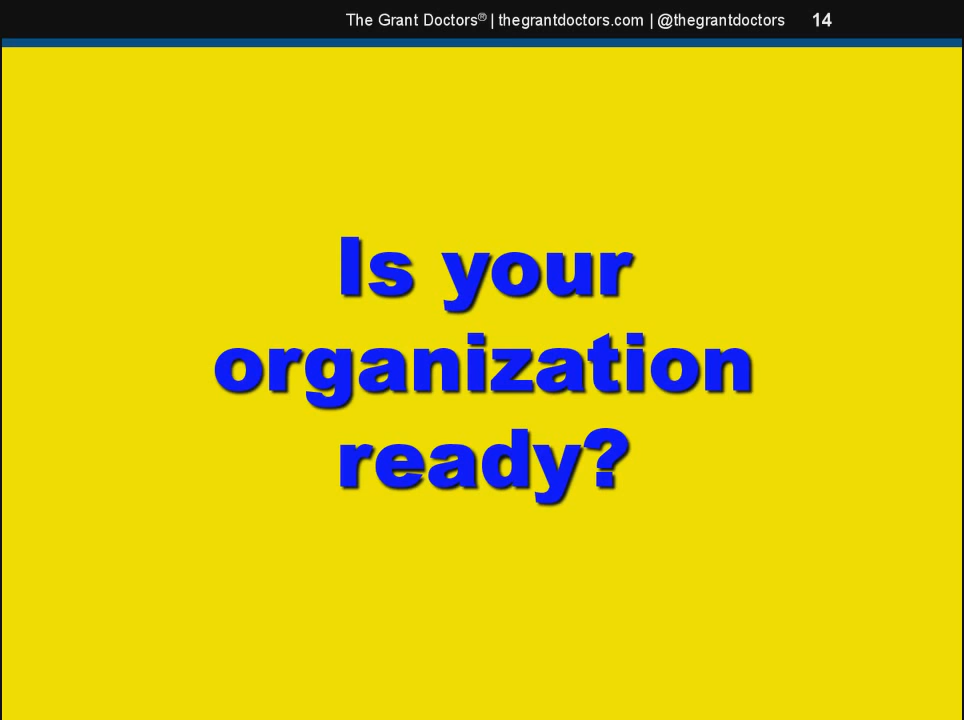 The Grant Doctors® | thegrantdoctors.com | @thegrantdoctors 14
Is your
organization
ready?